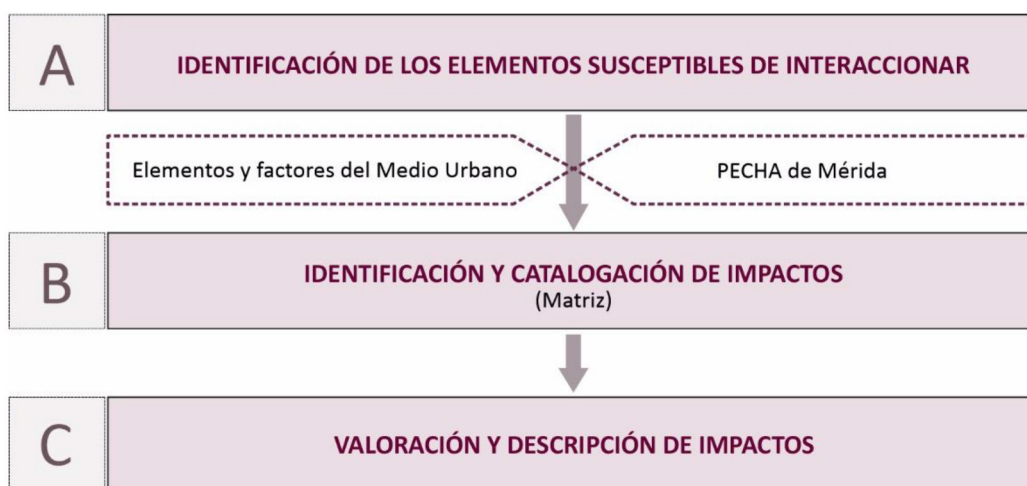 A
IDENTIFICACIÓN DE LOS ELEMENTOS SUSCEPTIBLES DE INTERACCIONAR
Elementos y factores del Medio Urbano
PECHA de Mérida
B
IDENTIFICACIÓN Y CATALOGACIÓN DE IMPACTOS
(Matriz)
C
VALORACIÓN Y DESCRIPCIÓN DE IMPACTOS